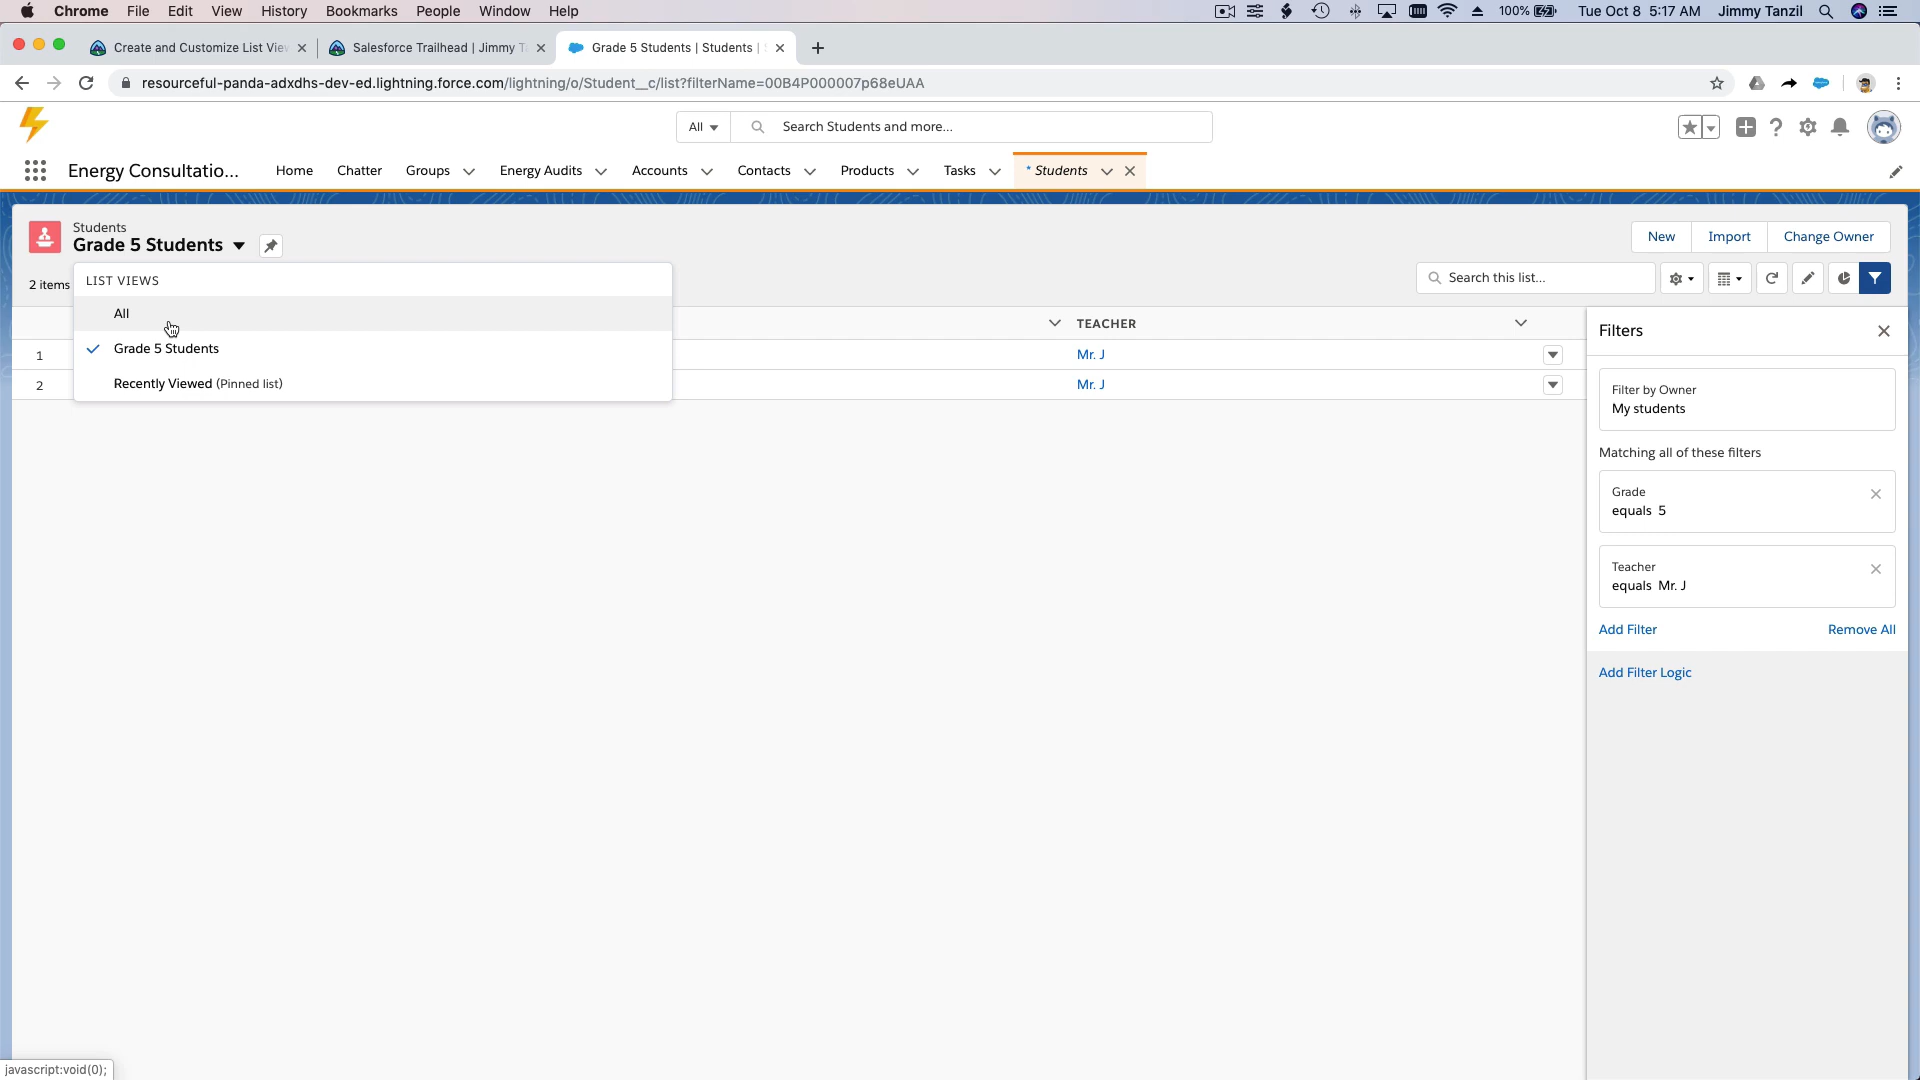 Chrome File Edit View History Bookmarks People Window Help 100% Tue Oct 8 5:17 AM Jimmy Tanzil
Create and Customize List Vie Salesforce Trailhead | Jimmy T Grade 5 Students | Students |
resourceful-panda-adxdhs-dev-ed.lightning.force.com/lightning/o/Student__c/list?filterName=00B4P000007p68eUAA
All Search Students and more...
Energy Consultatio... Home Chatter Groups Energy Audits Accounts Contacts Products Tasks * Students
Students
Grade 5 Students
New Import Change Owner
2 items
Search this list...
LIST VIEWS
All
Grade 5 Students
Recently Viewed (Pinned list)
TEACHER
1 Mr. J
2 Mr. J
Filters
Filter by Owner
My students
Matching all of these filters
Grade
equals 5
Teacher
equals Mr. J
Add Filter Remove All
Add Filter Logic
javascript:void(0);